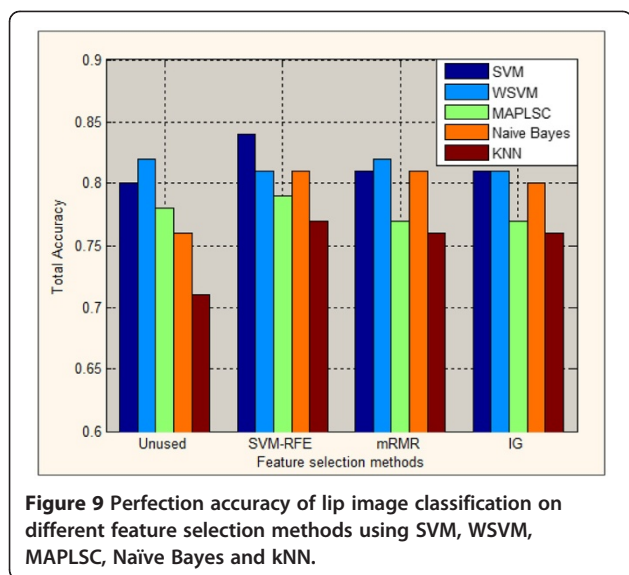 0.9
0.85
0.8
0.75
0.7
0.65
0.6
Total Accuracy
SVM
WSVM
MAPLSC
Naive Bayes
KNN
Unused SVM-RFE mRMR IG
Feature selection methods
Figure 9 Perfection accuracy of lip image classification on
different feature selection methods using SVM, WSVM,
MAPLSC, Naïve Bayes and kNN.